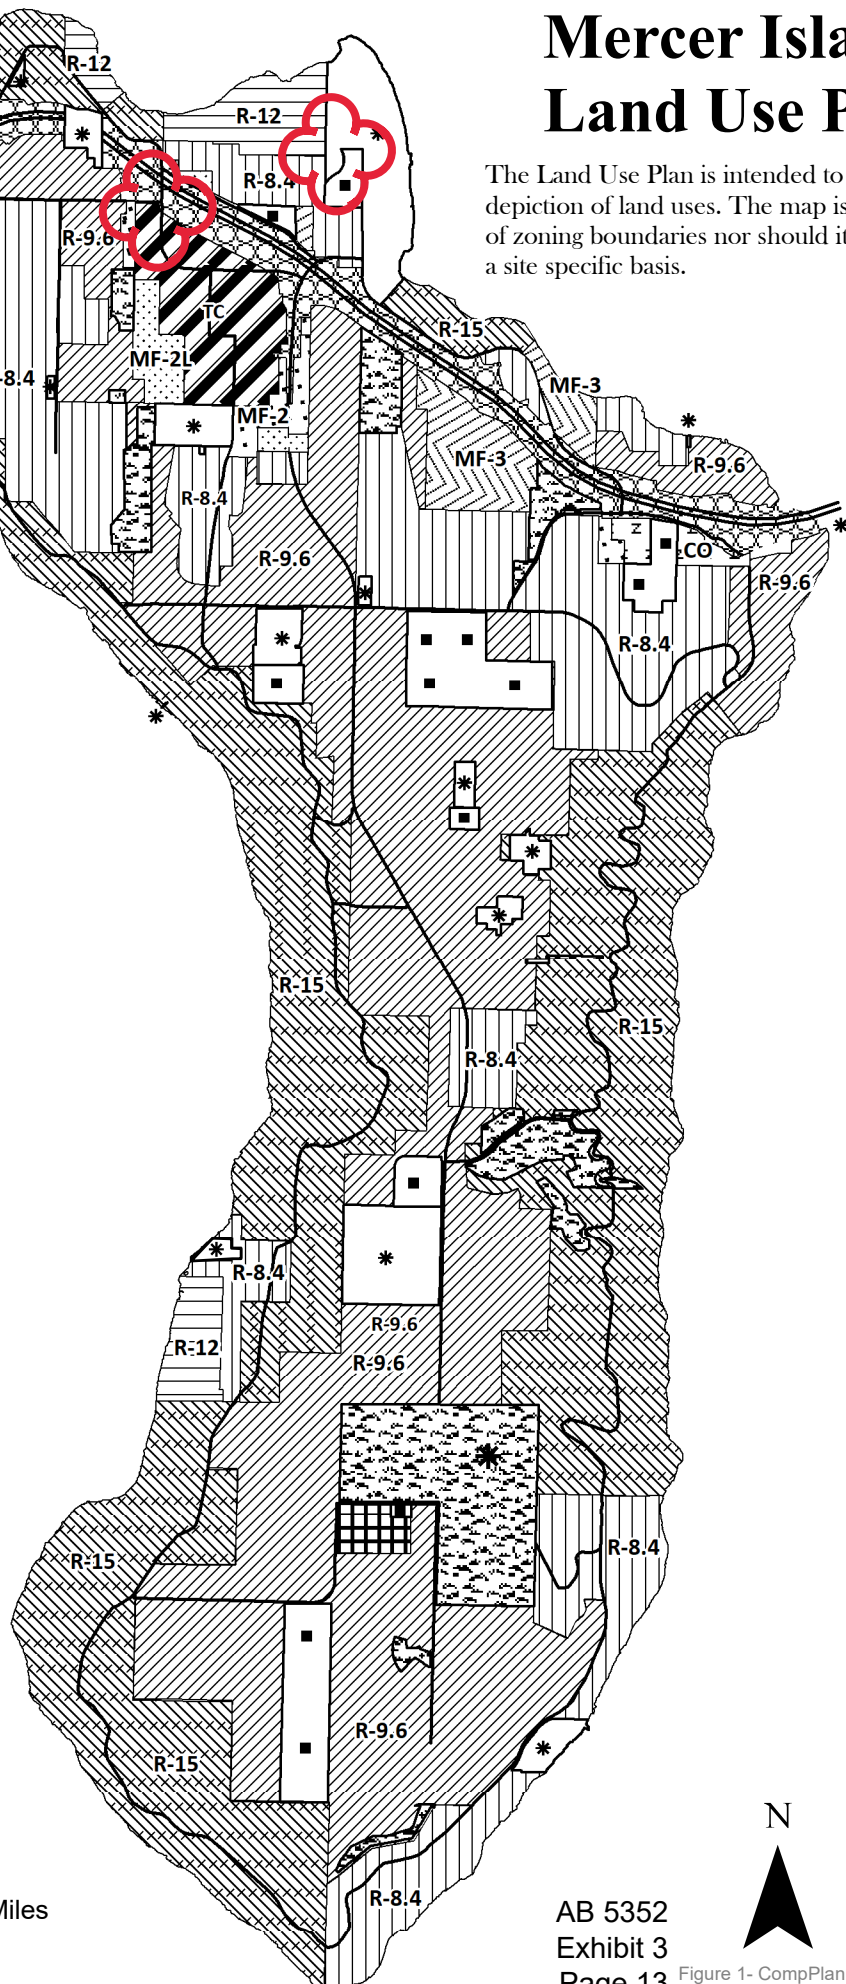 Mercer Isla
Land Use P
The Land Use Plan is intended to
depiction of land uses. The map is
of zoning boundaries nor should it
a site specific basis.
R-12
R-12
R-8.4
R-9.6
TC
R-15
MF-2L
-8.4
MF-3
MF-2
MF-3
R-9.6
R-8.4
Z
Z CO
R-9.6
R-9.6
R-8.4
R-15
R-15
R-8.4
R-8.4
R-12
R-9.6
R-9.6
R-8.4
R-15
R-9.6
R-15
R-8.4
N
Miles
AB 5352
Exhibit 3
Page 13
Figure 1- CompPlan